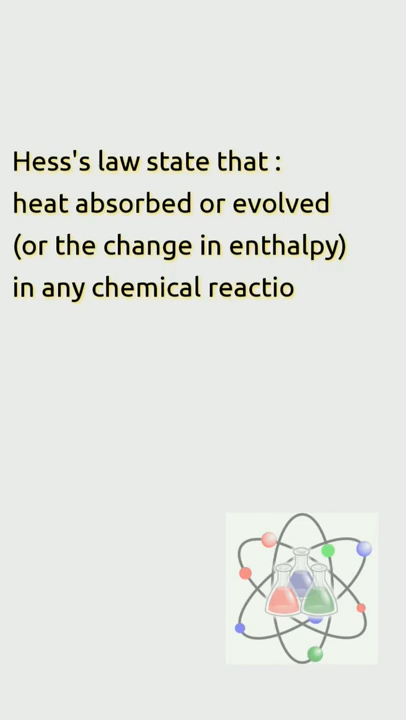 Hess's law state that :
heat absorbed or evolved
(or the change in enthalpy)
in any chemical reactio